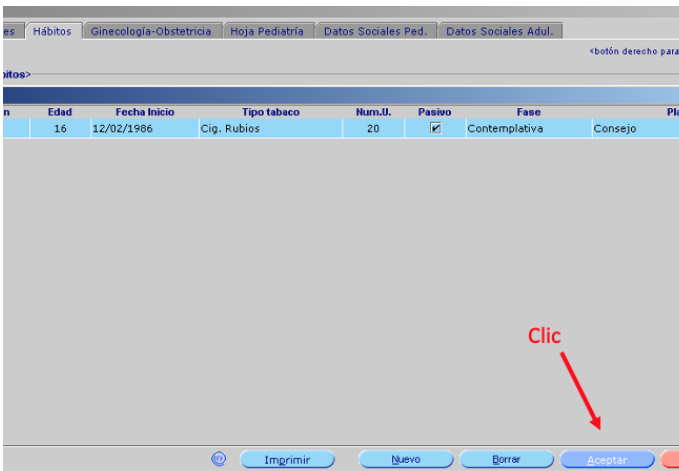 es Hábitos Ginecología-Obstetricia Hoja Pediatría Datos Sociales Ped. Datos Sociales Adul.
<botón derecho para
bitos>
n Edad Fecha Inicio Tipo tabaco Num.U. Pasivo Fase Pla
16 12/02/1986 Cig. Rubios 20 Contemplativa Consejo
Clic
Imprimir Nuevo Borrar Aceptar